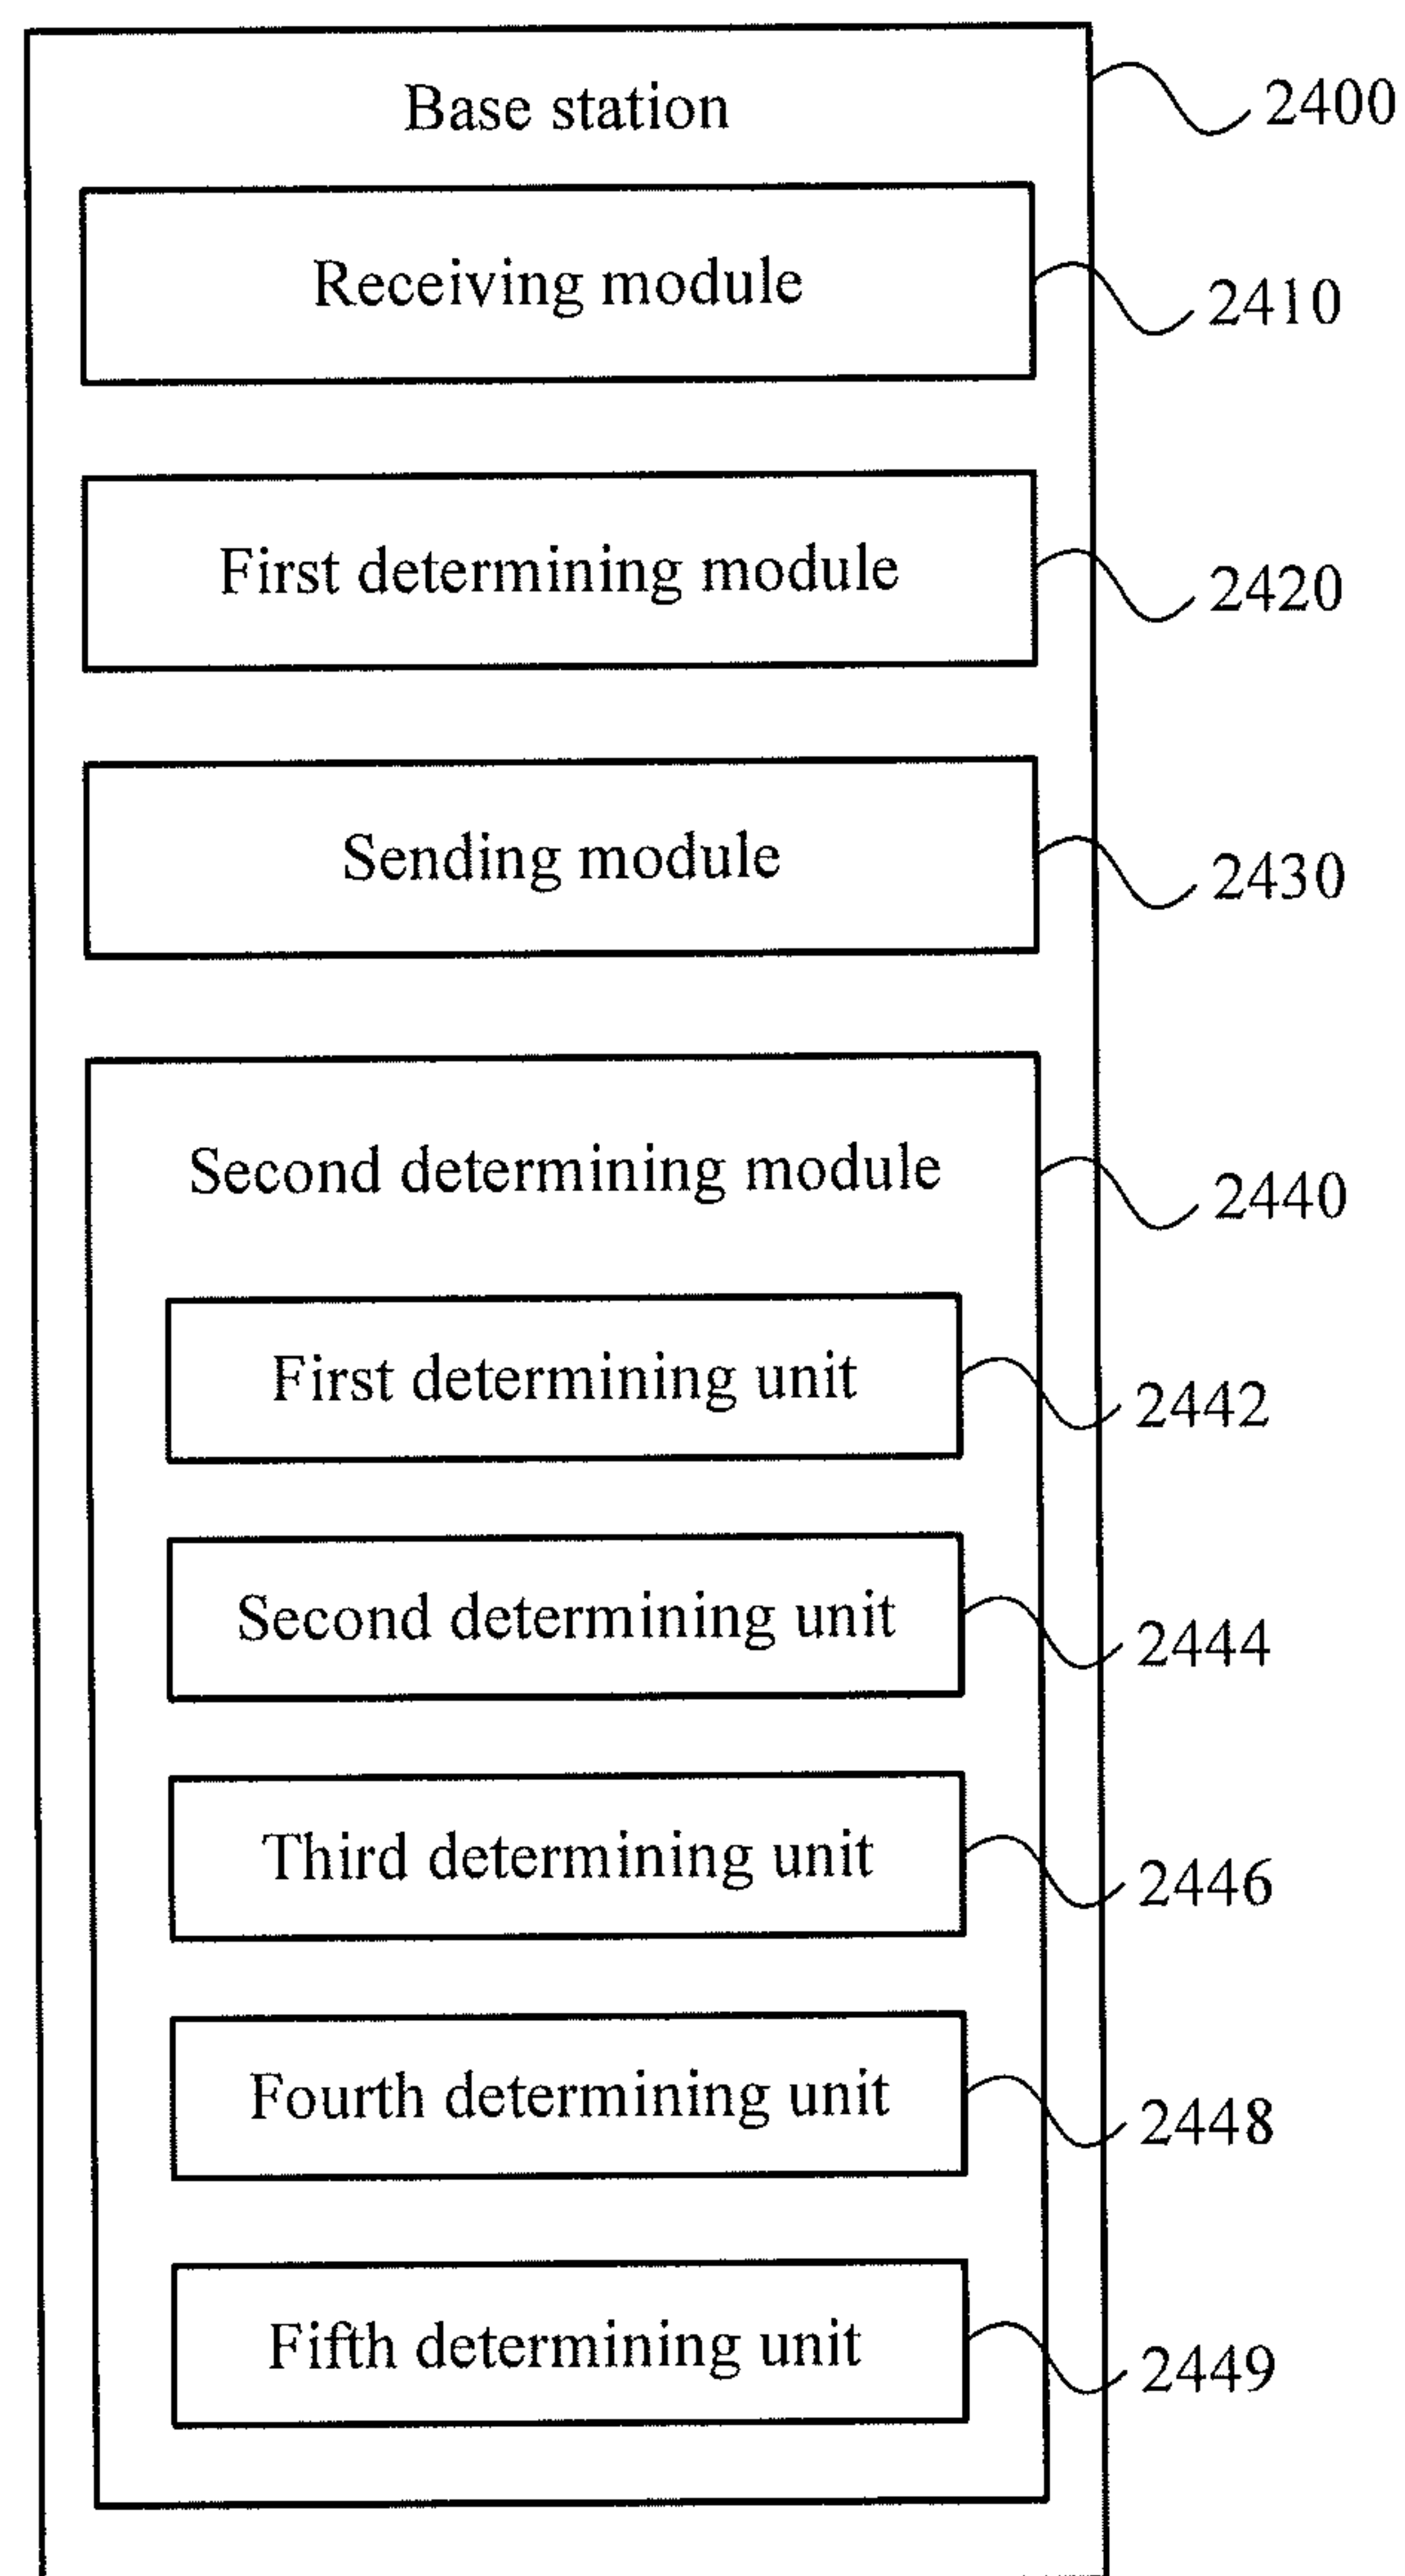 Base station
2400
Receiving module
2410
First determining module
2420
Sending module
2430
Second determining module
2440
First determining unit
2442
Second determining unit
2444
Third determining unit
2446
Fourth determining unit
2448
Fifth determining unit
2449